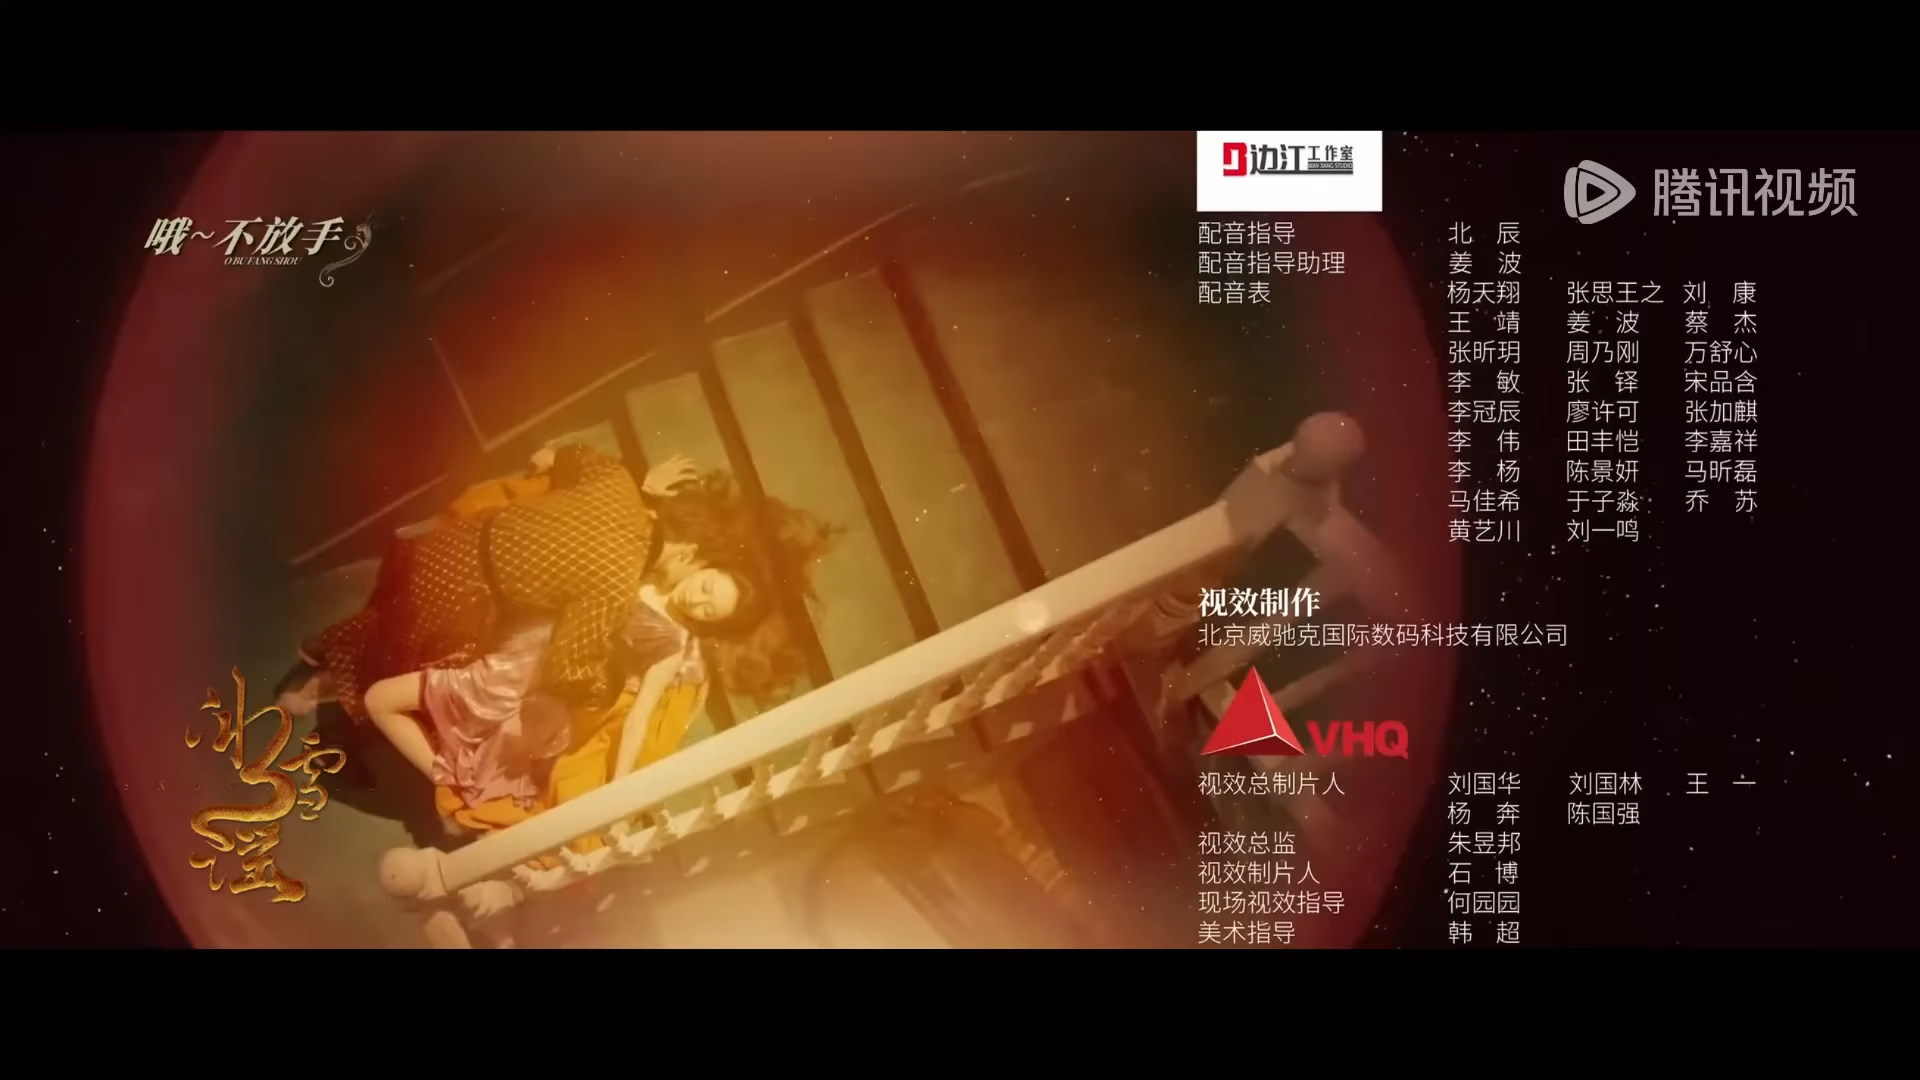 边江工作室
BIAN JIANG STUDIO
腾讯视频
哦~不放手
O BU FANG SHOU
配音指导 北 辰
配音指导助理 姜 波
配音表 杨天翔 张思王之 刘 康
王 靖 姜 波 蔡 杰
张昕玥 周乃刚 万舒心
李 敏 张 铎 宋品含
李冠辰 廖许可 张加麒
李 伟 田丰恺 李嘉祥
李 杨 陈景妍 马昕磊
马佳希 于子淼 乔 苏
黄艺川 刘一鸣
视效制作
北京威驰克国际数码科技有限公司
VHQ
冰雪谣
视效总制片人 刘国华 刘国林 王 一
杨 奔 陈国强
视效总监 朱昱邦
视效制片人 石 博
现场视效指导 何园园
美术指导 韩 超